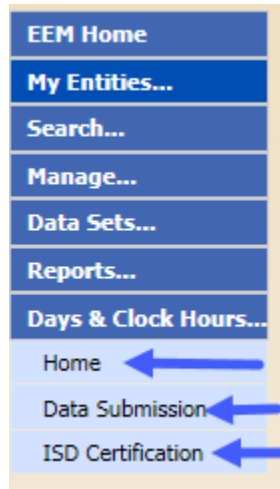 EEM Home
My Entities...
Search...
Manage...
Data Sets...
Reports...
Days & Clock Hours...
Home
Data Submission
ISD Certification